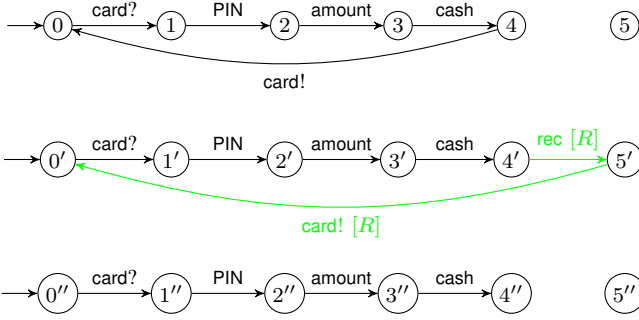 card? PIN amount cash
0 1 2 3 4 5
card!
card? PIN amount cash rec [R]
0′ 1′ 2′ 3′ 4′ 5′
card! [R]
card? PIN amount cash
0′′ 1′′ 2′′ 3′′ 4′′ 5′′